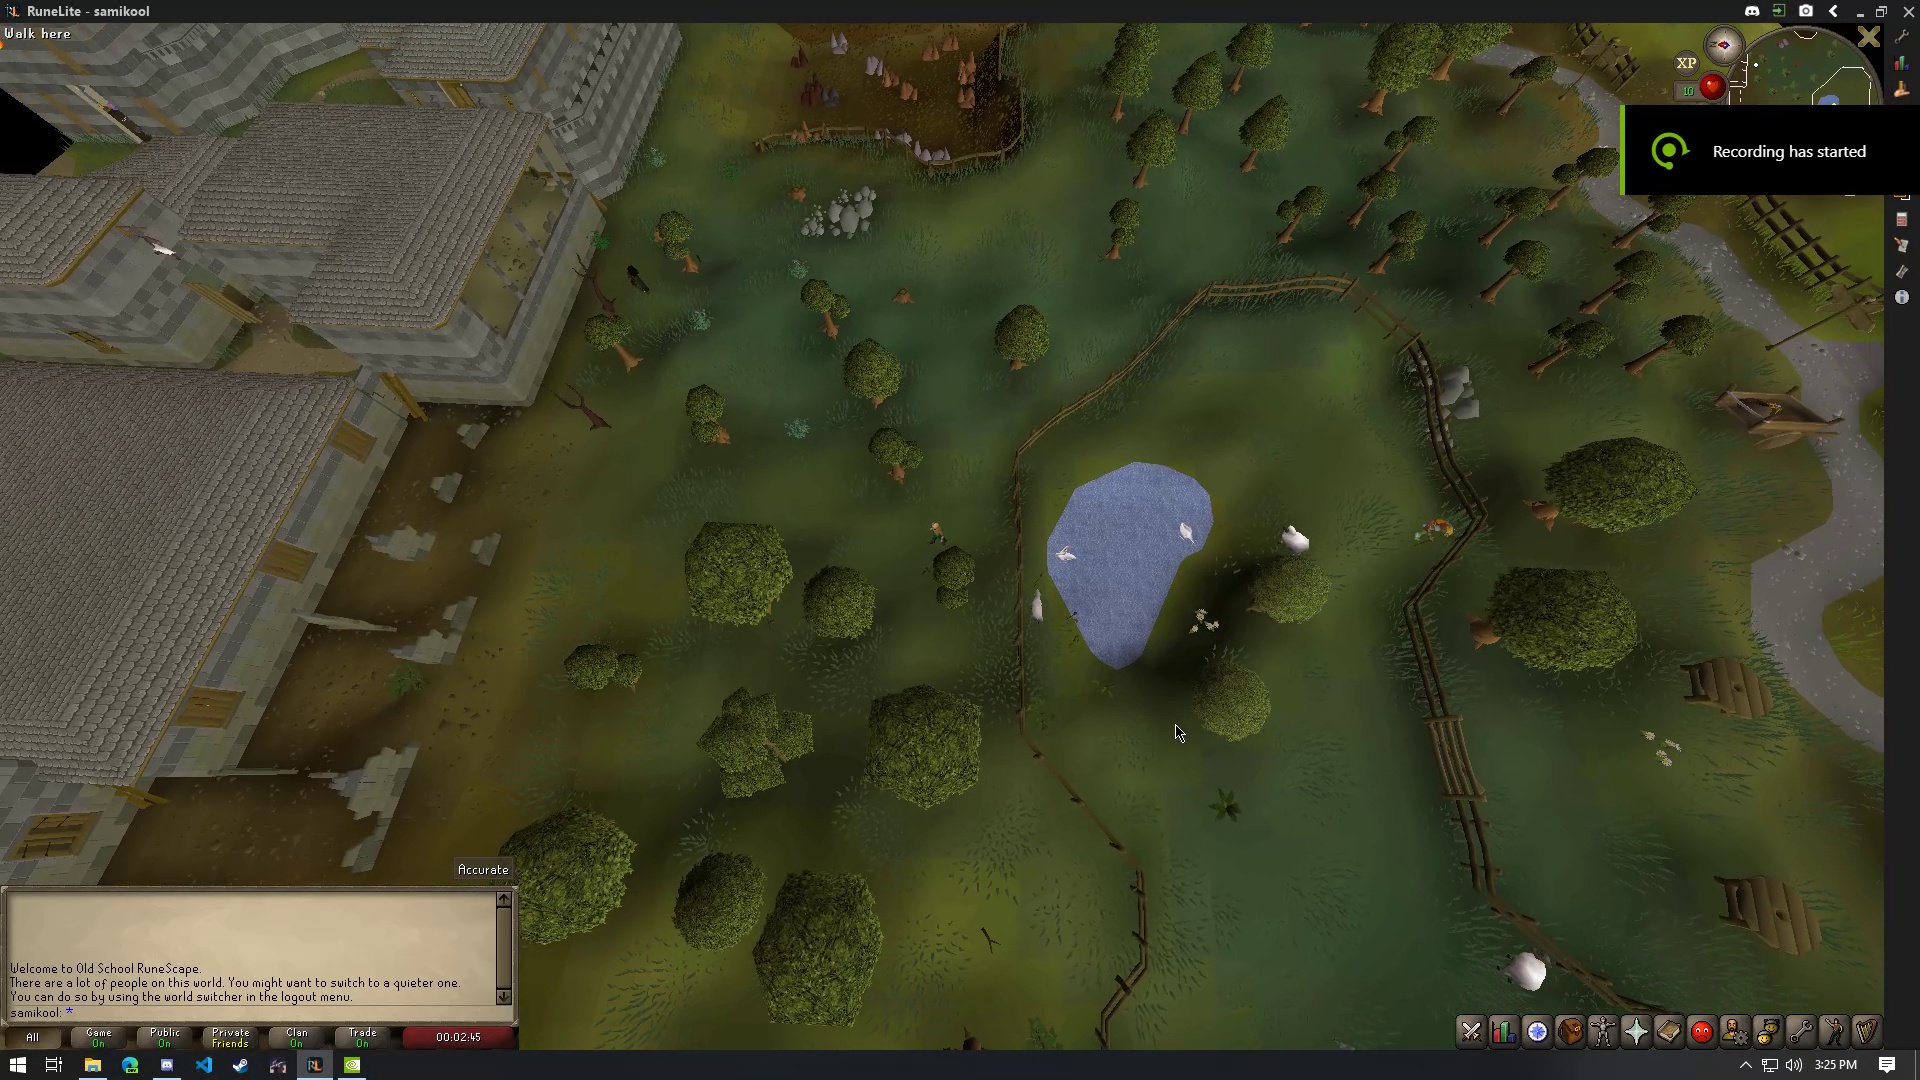 RuneLite - samikool
Walk here
XP
10
Recording has started
Accurate
Welcome to Old School RuneScape.
There are a lot of people on this world. You might want to switch to a quieter one.
You can do so by using the world switcher in the logout menu.
samikool: *
All
Game
On
Public
On
Private
Friends
Clan
On
Trade
On
00:02:45
3:25 PM